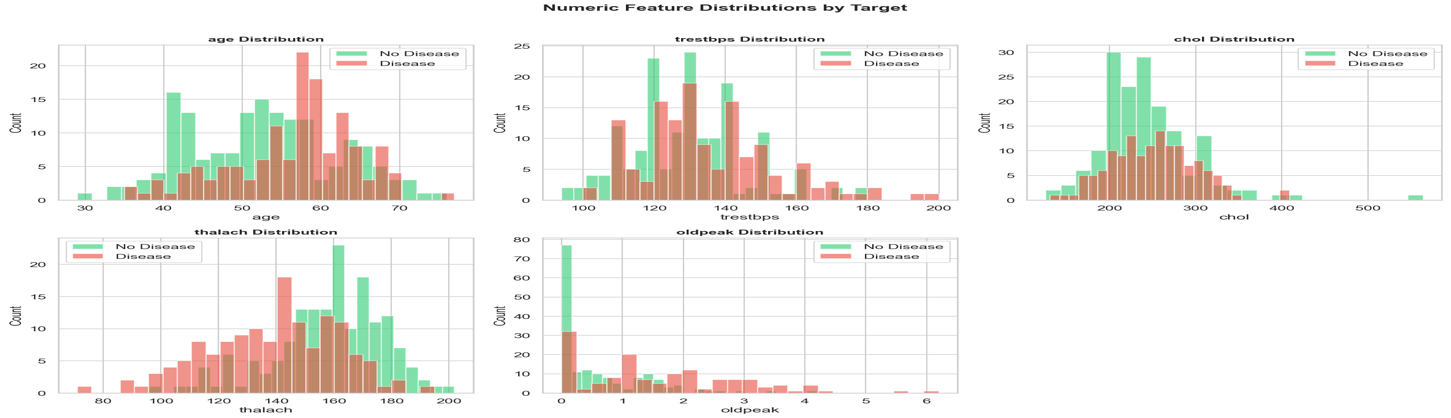 Numeric Feature Distributions by Target
age Distribution
No Disease
Disease
Count
20
15
10
5
0
30 40 50 60 70
age
trestbps Distribution
No Disease
Disease
Count
25
20
15
10
5
0
100 120 140 160 180 200
trestbps
chol Distribution
No Disease
Disease
Count
30
25
20
15
10
5
0
200 300 400 500
chol
thalach Distribution
No Disease
Disease
Count
20
15
10
5
0
80 100 120 140 160 180 200
thalach
oldpeak Distribution
No Disease
Disease
Count
80
70
60
50
40
30
20
10
0
0 1 2 3 4 5 6
oldpeak